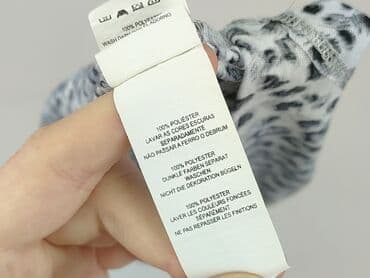 100% POLYESTER
100% POLIÉSTER
LAVAR AS CORES ESCURAS
SEPARADAMENTE
NÃO PASSAR A FERRO O DEBRUM
100% POLYESTER
DUNKLE FARBEN SEPARAT
WASCHEN
NICHT DIE DEKORATION BÜGELN
100% POLYESTER
LAVER LES COULEURS FONCÉES
SÉPARÉMENT
NE PAS REPASSER LES FINITIONS